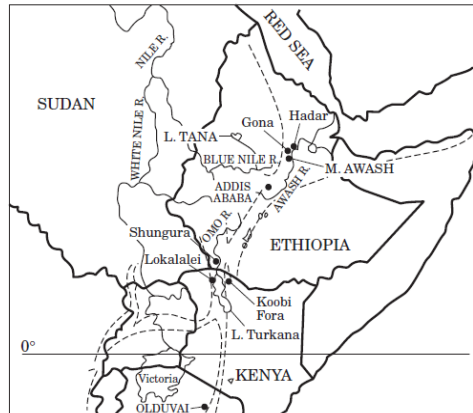 NILE R.
RED SEA
SUDAN
WHITE NILE R.
Hadar
Gona
L. TANA
BLUE NILE R.
M. AWASH
ADDIS
ABABA
AWASH R.
OMO R.
Shungura
ETHIOPIA
Lokalalei
Koobi
Fora
L. Turkana
0°
Victoria
KENYA
OLDUVAI